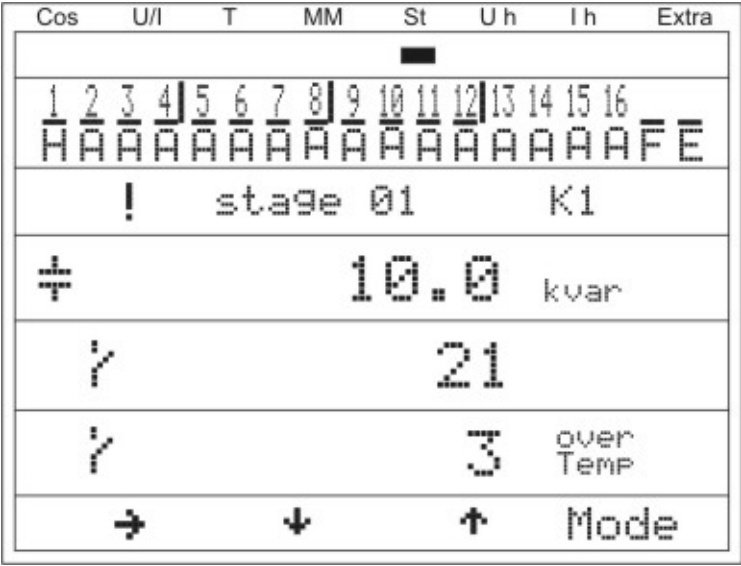 Cos U/I T MM St U h I h Extra
1 2 3 4 5 6 7 8 9 10 11 12 13 14 15 16
H A A A A A A A A A A A A A A A F E
! stage 01 K1
10.0 kvar
21
3 over Temp
→ ↓ ↑ Mode